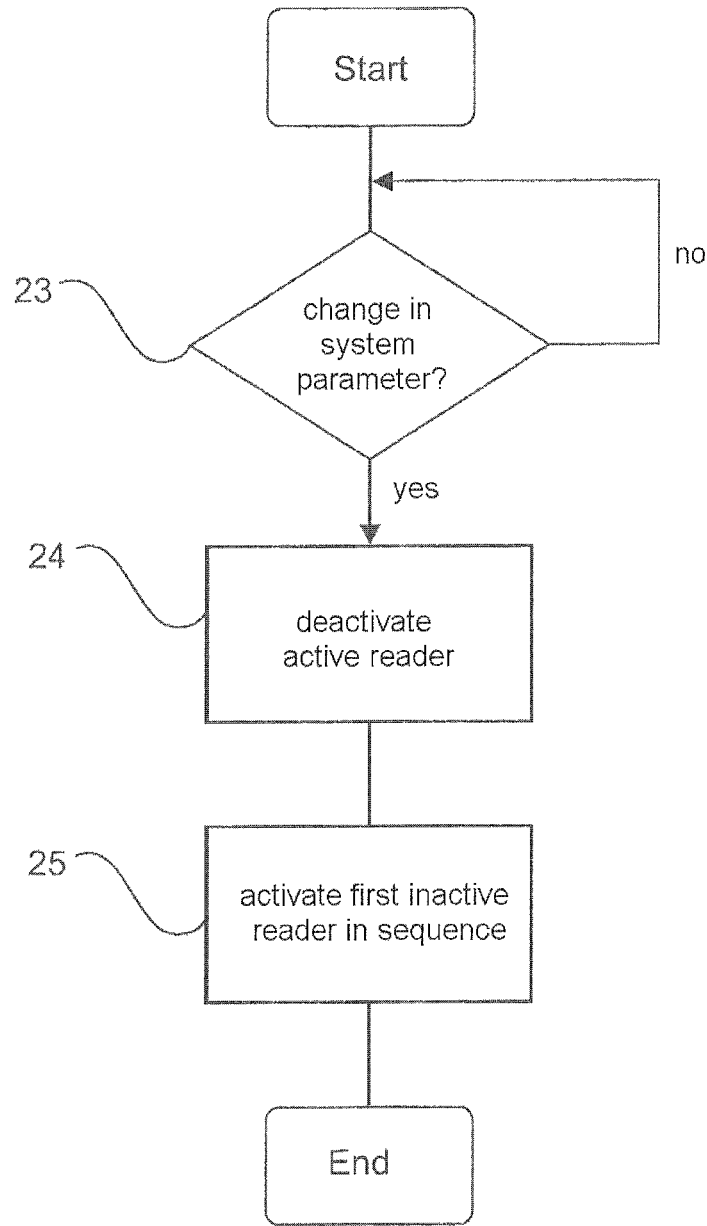 Start
no
23
change in
system
parameter?
yes
24
deactivate
active reader
25
activate first inactive
reader in sequence
End